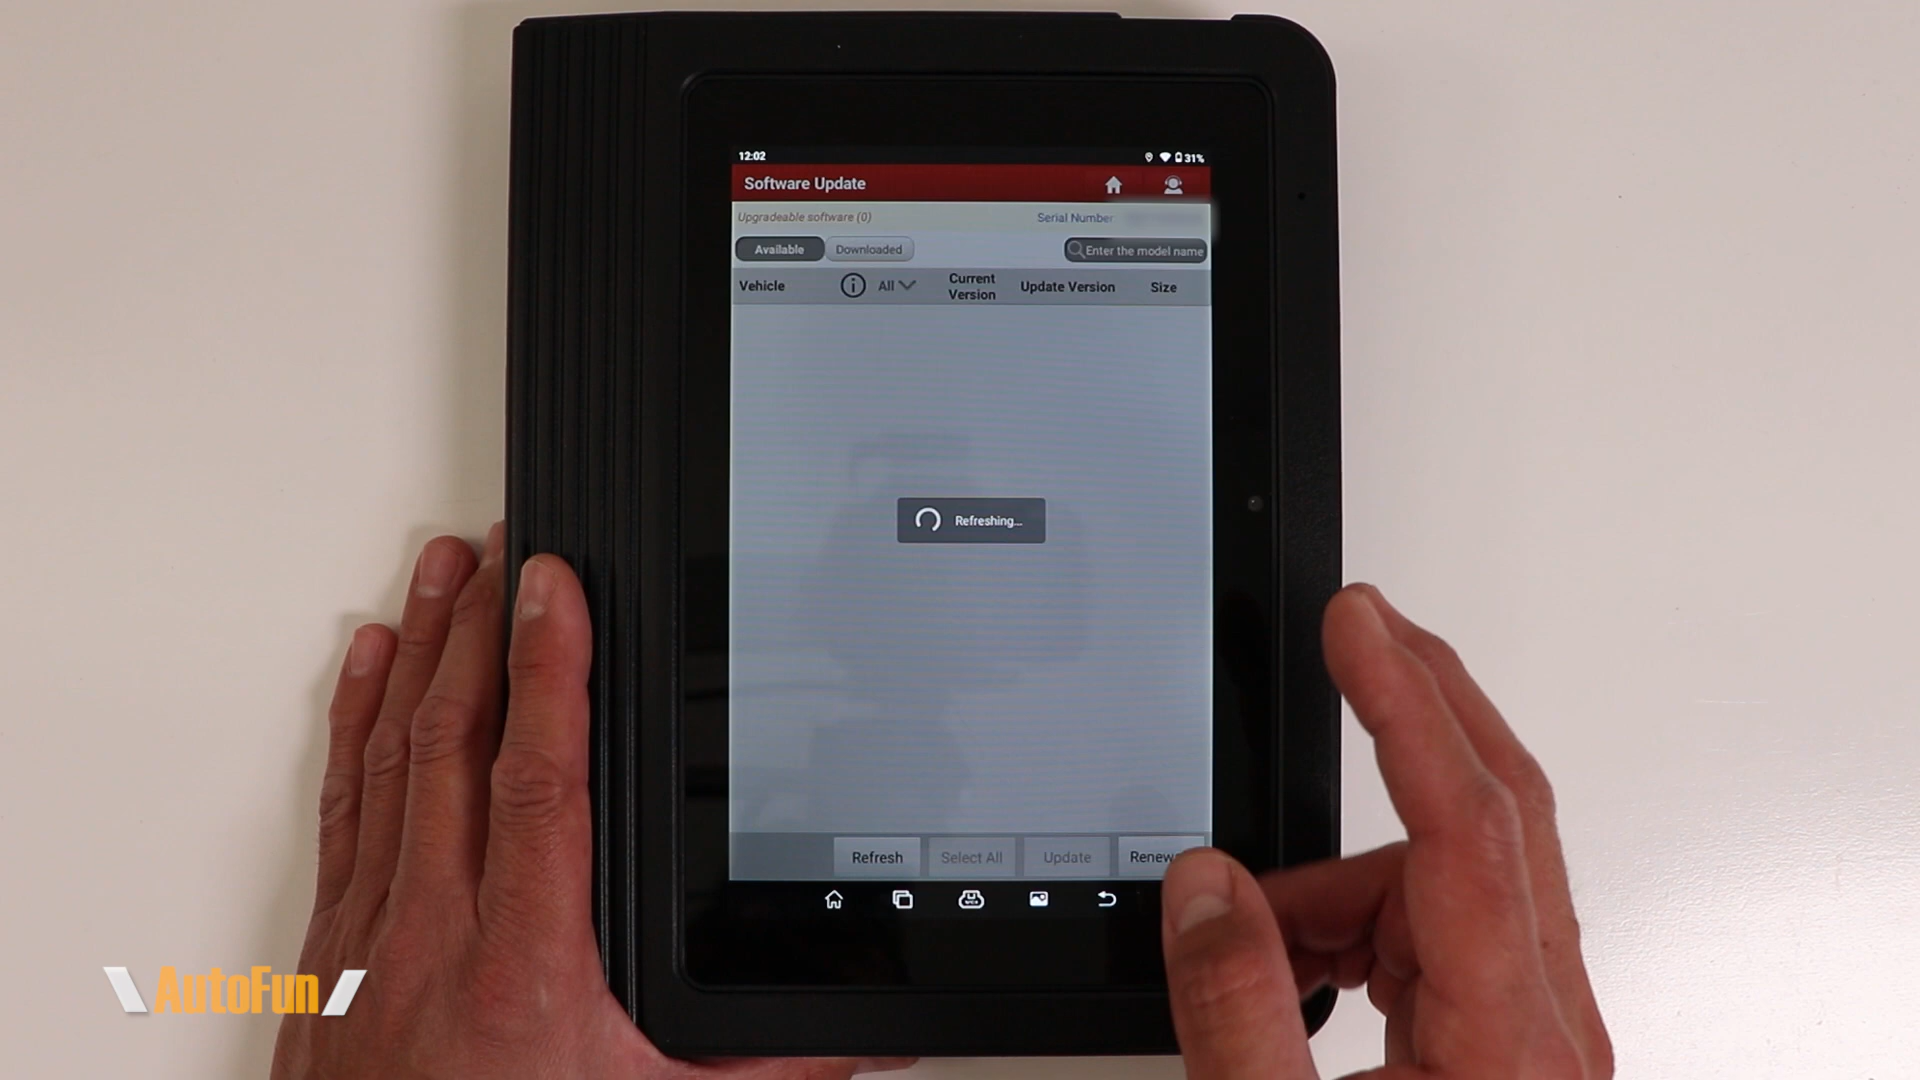 12:02
31%
Software Update
Upgradeable software (0)
Serial Number
Available
Downloaded
Enter the model name
Vehicle
All
Current
Version
Update Version
Size
Refreshing...
Refresh
Select All
Update
Renew
AutoFun